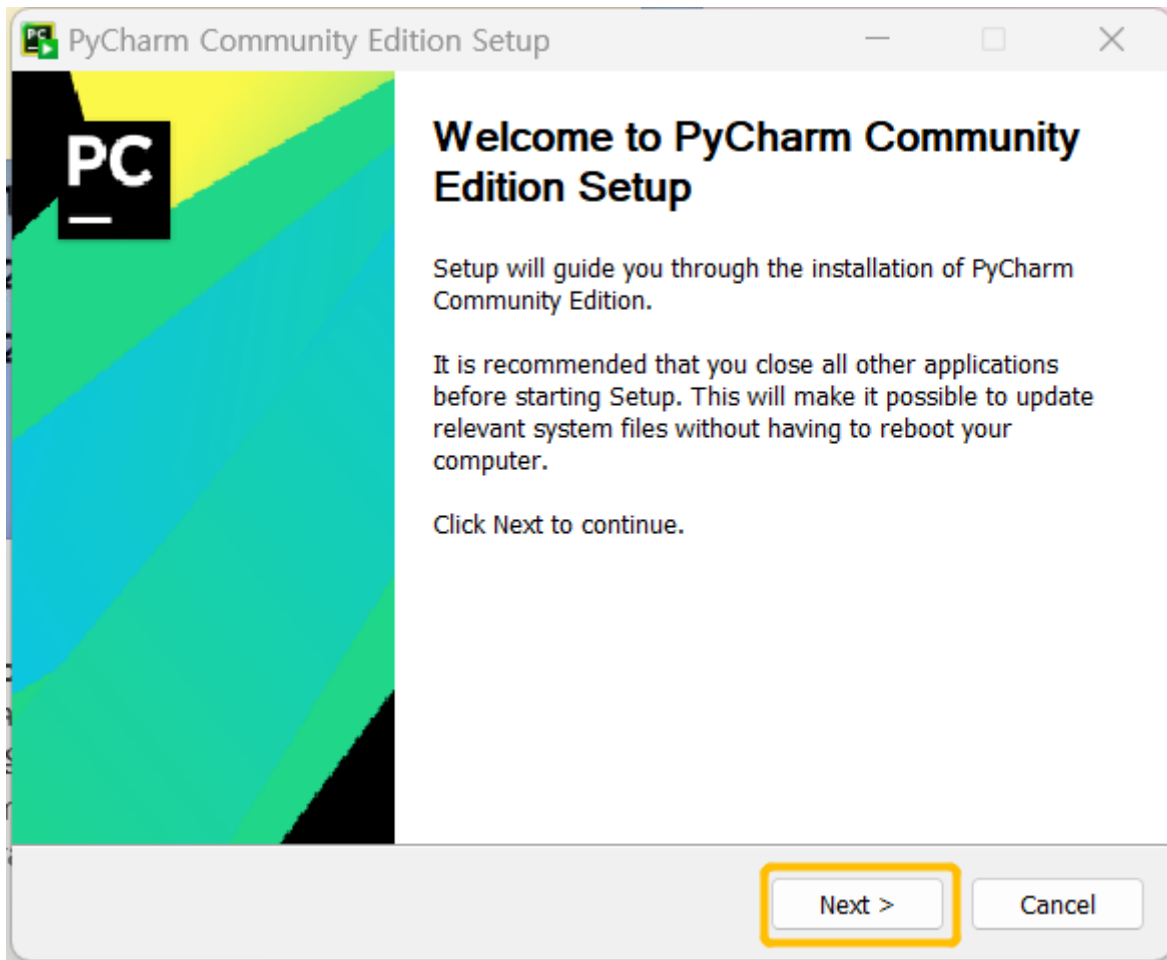 PyCharm Community Edition Setup
PC
Welcome to PyCharm Community
Edition Setup
Setup will guide you through the installation of PyCharm
Community Edition.
It is recommended that you close all other applications
before starting Setup. This will make it possible to update
relevant system files without having to reboot your
computer.
Click Next to continue.
Next >
Cancel